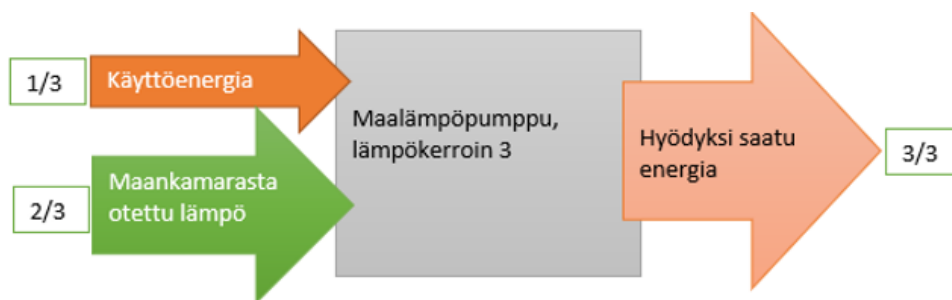 1/3
Käyttöenergia
2/3
Maankamarasta
otettu lämpö
Maalämpöpumppu,
lämpökerroin 3
Hyödyksi saatu
energia
3/3